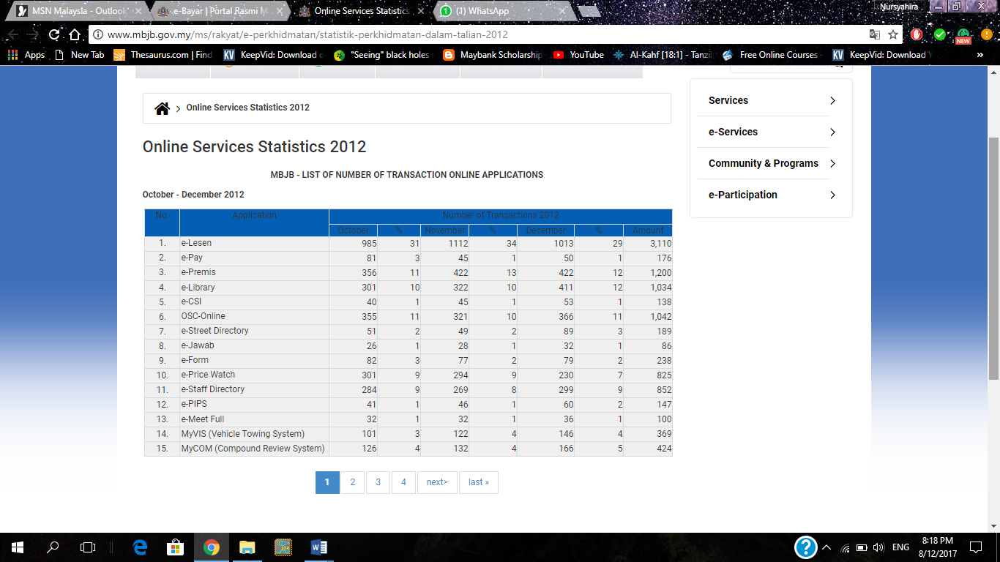 MSN Malaysia - Outlook
e-Bayar | Portal Rasmi M
Online Services Statistics
(1) WhatsApp
Nursyahira
www.mbjb.gov.my/ms/rakyat/e-perkhidmatan/statistik-perkhidmatan-dalam-talian-2012
Apps New Tab Thesaurus.com | Find KeepVid: Download "Seeing" black holes Maybank Scholarship YouTube Al-Kahf [18:1] - Tanzil Free Online Courses - KeepVid: Download Y »
NEW
> Online Services Statistics 2012
Online Services Statistics 2012
MBJB - LIST OF NUMBER OF TRANSACTION ONLINE APPLICATIONS
October - December 2012
No. Application Number of Transactions 2012
October % November % December % Amount
1. e-Lesen 985 31 1112 34 1013 29 3,110
2. e-Pay 81 3 45 1 50 1 176
3. e-Premis 356 11 422 13 422 12 1,200
4. e-Library 301 10 322 10 411 12 1,034
5. e-CSI 40 1 45 1 53 1 138
6. OSC-Online 355 11 321 10 366 11 1,042
7. e-Street Directory 51 2 49 2 89 3 189
8. e-Jawab 26 1 28 1 32 1 86
9. e-Form 82 3 77 2 79 2 238
10. e-Price Watch 301 9 294 9 230 7 825
11. e-Staff Directory 284 9 269 8 299 9 852
12. e-PIPS 41 1 46 1 60 2 147
13. e-Meet Full 32 1 32 1 36 1 100
14. MyVIS (Vehicle Towing System) 101 3 122 4 146 4 369
15. MyCOM (Compound Review System) 126 4 132 4 166 5 424
1 2 3 4 next> last »
Services
e-Services
Community & Programs
e-Participation
ENG
8:18 PM
8/12/2017